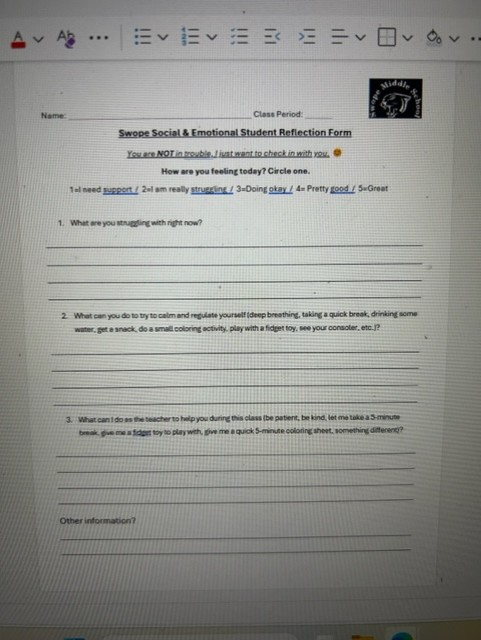 Swope Middle School
Name: Class Period:
Swope Social & Emotional Student Reflection Form
You are NOT in trouble, I just want to check in with you.
How are you feeling today? Circle one.
1=I need support / 2=I am really struggling / 3=Doing okay / 4= Pretty good / 5=Great
1. What are you struggling with right now?
2. What can you do to try to calm and regulate yourself (deep breathing, taking a quick break, drinking some
water, get a snack, do a small coloring activity, play with a fidget toy, see your consoler, etc.)?
3. What can I do as the teacher to help you during this class (be patient, be kind, let me take a 5-minute
break, give me a fidget toy to play with, give me a quick 5-minute coloring sheet, something different)?
Other information?